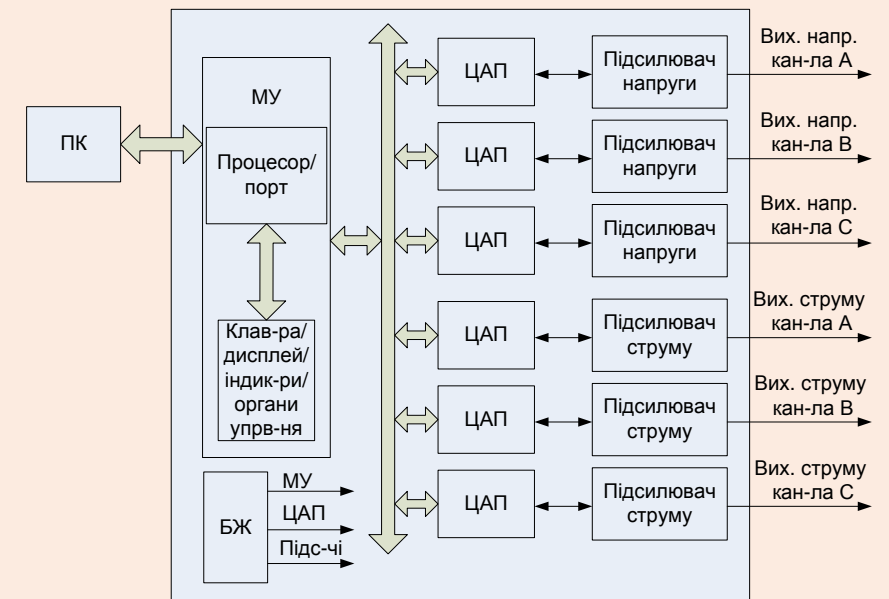 ПК
МУ
Процесор/
порт
Клав-ра/
дисплей/
індик-ри/
органи
упрв-ня
БЖ
МУ
ЦАП
Підс-чі
ЦАП
Підсилювач
напруги
Вих. напр.
кан-ла А
ЦАП
Підсилювач
напруги
Вих. напр.
кан-ла В
ЦАП
Підсилювач
напруги
Вих. напр.
кан-ла С
ЦАП
Підсилювач
струму
Вих. струму
кан-ла А
ЦАП
Підсилювач
струму
Вих. струму
кан-ла В
ЦАП
Підсилювач
струму
Вих. струму
кан-ла С